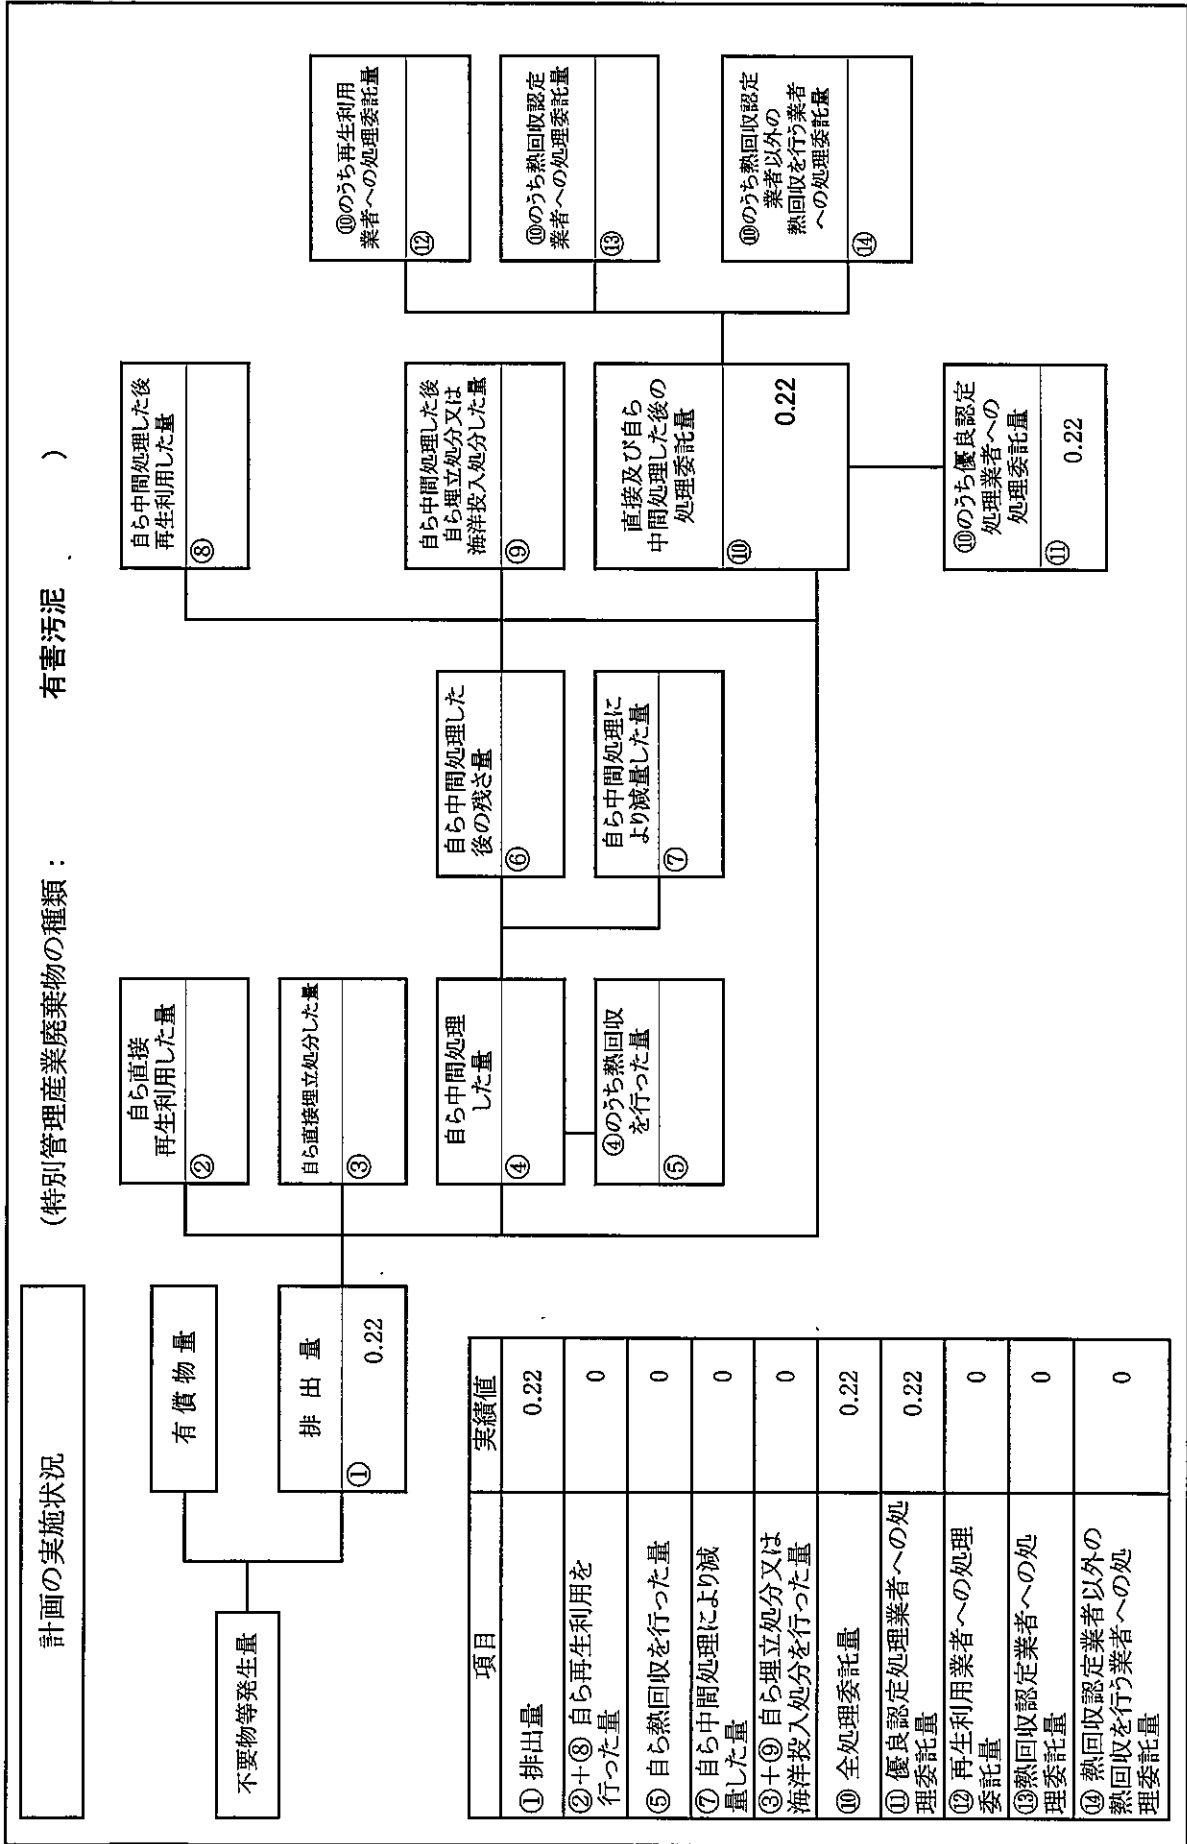 計画の実施状況
(特別管理産業廃棄物の種類： 有害汚泥 )
不要物等発生量
有償物量
排出量
①
0.22
自ら直接
再生利用した量
②
自ら直接埋立処分した量
③
自ら中間処理
した量
④
④のうち熱回収
を行った量
⑤
自ら中間処理した
後の残さ量
⑥
自ら中間処理に
より減量した量
⑦
自ら中間処理した後
再生利用した量
⑧
自ら中間処理した後
自ら埋立処分又は
海洋投入処分した量
⑨
直接及び自ら
中間処理した後の
処理委託量
⑩
0.22
⑩のうち優良認定
処理業者への
処理委託量
⑪
0.22
⑩のうち再生利用
業者への処理委託量
⑫
⑩のうち熱回収認定
業者への処理委託量
⑬
⑩のうち熱回収認定
業者以外の
熱回収を行う業者
への処理委託量
⑭
項目 実績値
①排出量 0.22
②+⑧ 自ら再生利用を
行った量 0
⑤ 自ら熱回収を行った量 0
⑦ 自ら中間処理により減
量した量 0
③+⑨ 自ら埋立処分又は
海洋投入処分を行った量 0
⑩ 全処理委託量 0.22
⑪ 優良認定処理業者への処
理委託量 0.22
⑫ 再生利用業者への処理
委託量 0
⑬熱回収認定業者への処
理委託量 0
⑭ 熱回収認定業者以外の
熱回収を行う業者への処
理委託量 0